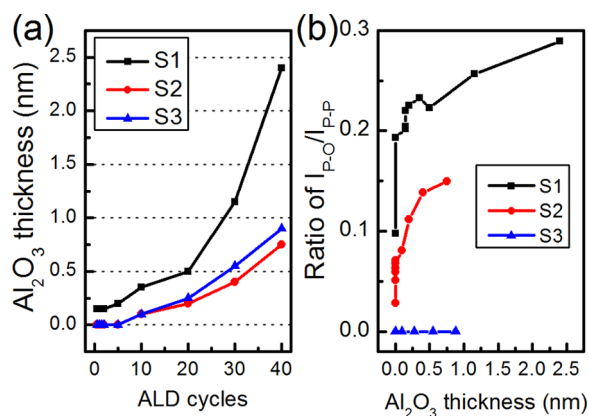 (a)
Al₂O₃ thickness (nm)
2.5
2.0
1.5
1.0
0.5
0.0
S1
S2
S3
0 10 20 30 40
ALD cycles
(b)
Ratio of I_P-O/I_P-P
0.3
0.2
0.1
0.0
S1
S2
S3
0.0 0.5 1.0 1.5 2.0 2.5
Al₂O₃ thickness (nm)